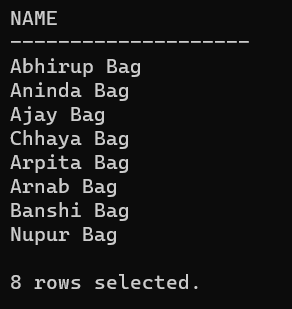 NAME
--------------------
Abhirup Bag
Aninda Bag
Ajay Bag
Chhaya Bag
Arpita Bag
Arnab Bag
Banshi Bag
Nupur Bag
8 rows selected.